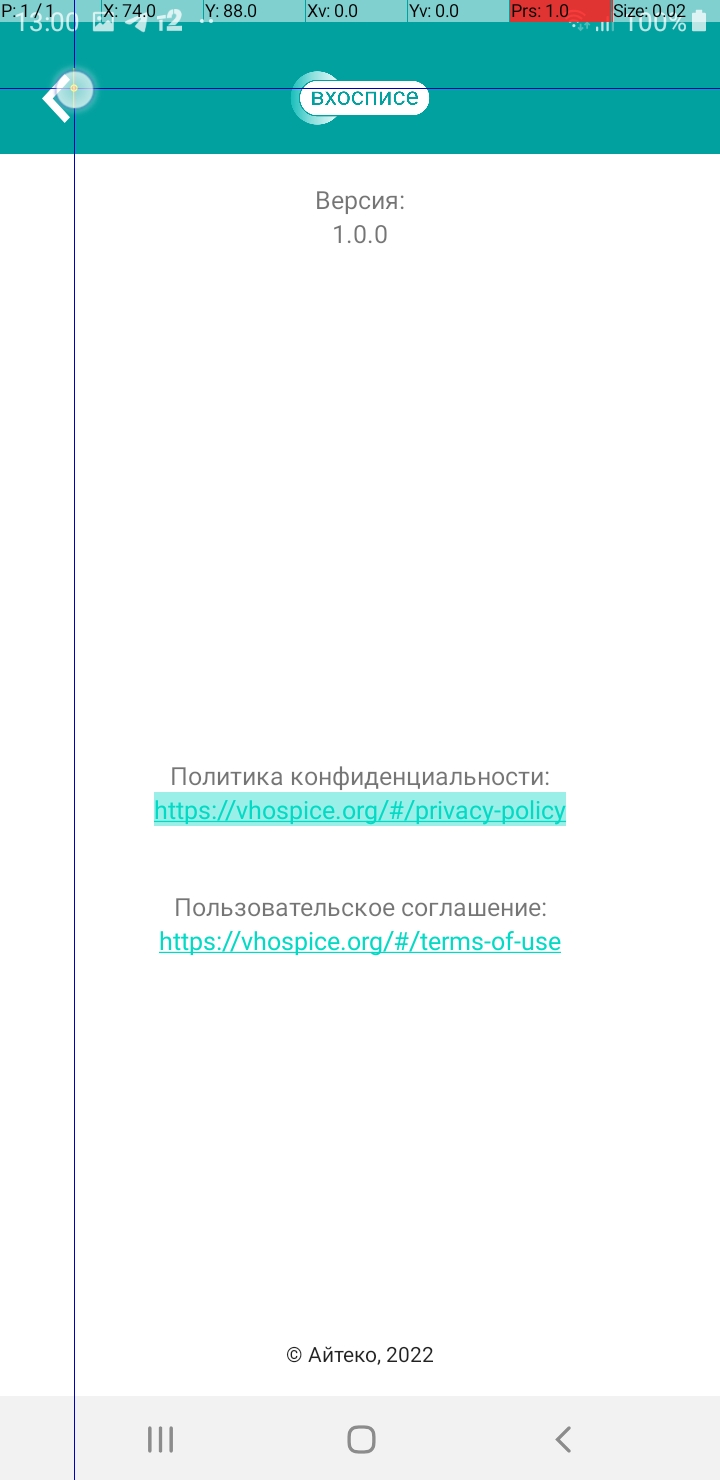 P: 1 / 1 X: 74.0 Y: 88.0 Xv: 0.0 Yv: 0.0 Prs: 1.0 Size: 0.02
13:00 т2 100%
вхосписе
Версия:
1.0.0
Политика конфиденциальности:
https://vhospice.org/#/privacy-policy
Пользовательское соглашение:
https://vhospice.org/#/terms-of-use
© Айтеко, 2022